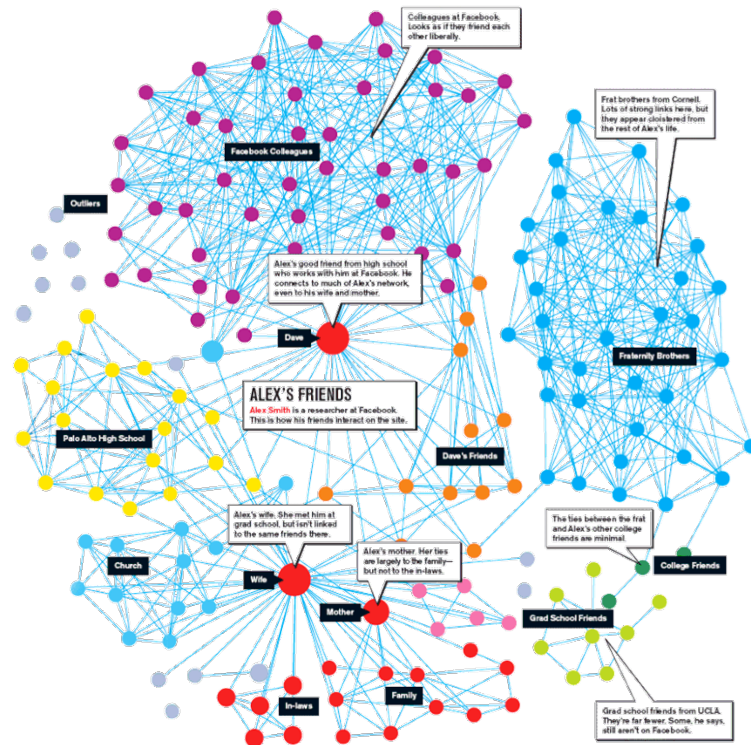 Colleagues at Facebook.
Looks as if they friend each
other liberally.
Frat brothers from Cornell.
Lots of strong links here, but
they appear cloistered from
the rest of Alex's life.
Facebook Colleagues
Outliers
Alex's good friend from high school
who works with him at Facebook. He
connects to much of Alex's network,
even to his wife and mother.
Dave
Fraternity Brothers
ALEX'S FRIENDS
Alex Smith is a researcher at Facebook.
This is how his friends interact on the site.
Palo Alto High School
Dave's Friends
Alex's wife. She met him at
grad school, but isn't linked
to the same friends there.
The ties between the frat
and Alex's other college
friends are minimal.
Alex's mother. Her ties
are largely to the family—
but not to the in-laws.
Church
College Friends
Wife
Mother
Grad School Friends
Family
In-laws
Grad school friends from UCLA.
They're far fewer. Some, he says,
still aren't on Facebook.